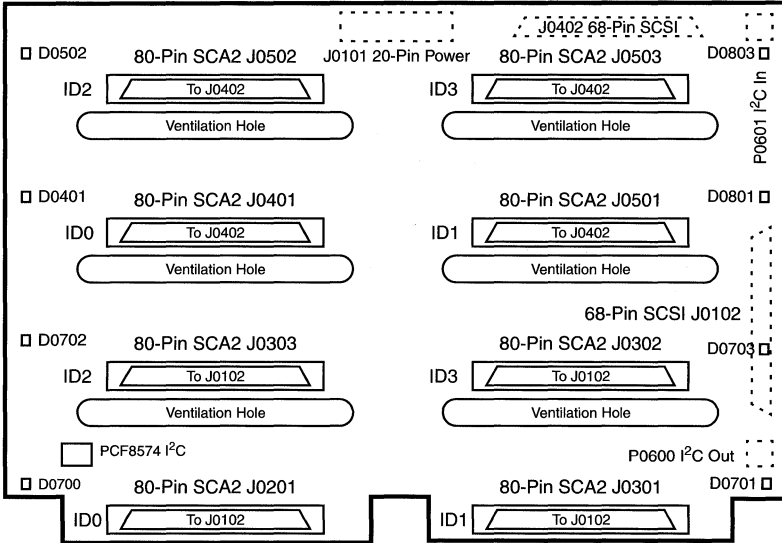 J0402 68-Pin SCSI
D0502
80-Pin SCA2 J0502
J0101 20-Pin Power
80-Pin SCA2 J0503
D0803
P0601 I²C In
ID2
To J0402
ID3
To J0402
Ventilation Hole
Ventilation Hole
D0401
80-Pin SCA2 J0401
80-Pin SCA2 J0501
D0801
ID0
To J0402
ID1
To J0402
Ventilation Hole
Ventilation Hole
68-Pin SCSI J0102
D0702
80-Pin SCA2 J0303
80-Pin SCA2 J0302
D0703
ID2
To J0102
ID3
To J0102
Ventilation Hole
Ventilation Hole
PCF8574 I²C
P0600 I²C Out
D0700
80-Pin SCA2 J0201
80-Pin SCA2 J0301
D0701
ID0
To J0102
ID1
To J0102